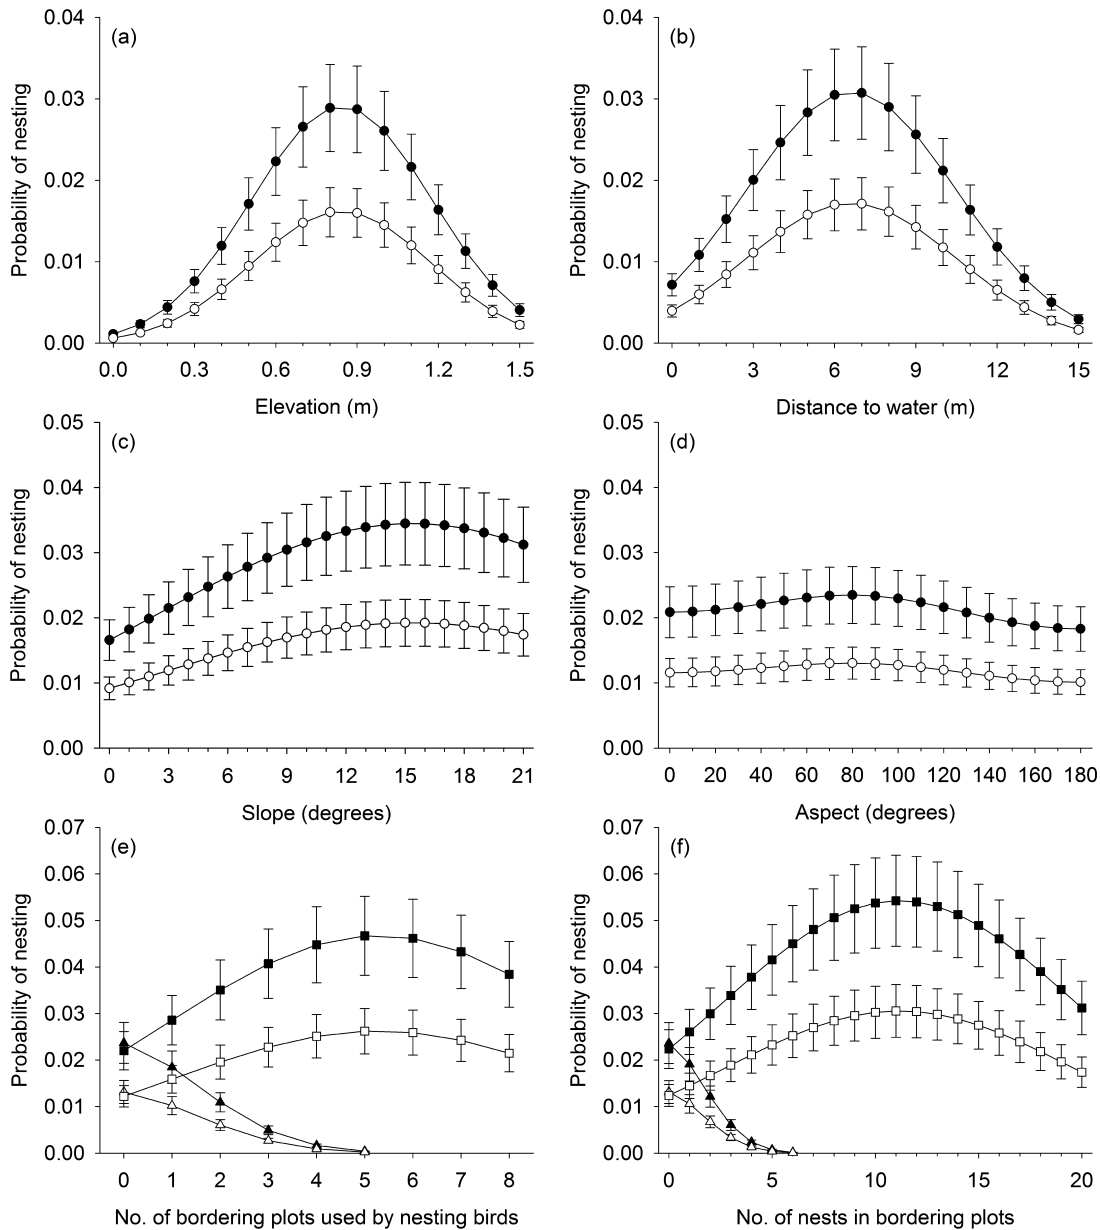 (a)
Probability of nesting
0.04
0.03
0.02
0.01
0.00
0.0 0.3 0.6 0.9 1.2 1.5
Elevation (m)
(b)
Probability of nesting
0.04
0.03
0.02
0.01
0.00
0 3 6 9 12 15
Distance to water (m)
(c)
Probability of nesting
0.05
0.04
0.03
0.02
0.01
0.00
0 3 6 9 12 15 18 21
Slope (degrees)
(d)
Probability of nesting
0.05
0.04
0.03
0.02
0.01
0.00
0 20 40 60 80 100 120 140 160 180
Aspect (degrees)
(e)
Probability of nesting
0.07
0.06
0.05
0.04
0.03
0.02
0.01
0.00
0 1 2 3 4 5 6 7 8
No. of bordering plots used by nesting birds
(f)
Probability of nesting
0.07
0.06
0.05
0.04
0.03
0.02
0.01
0.00
0 5 10 15 20
No. of nests in bordering plots